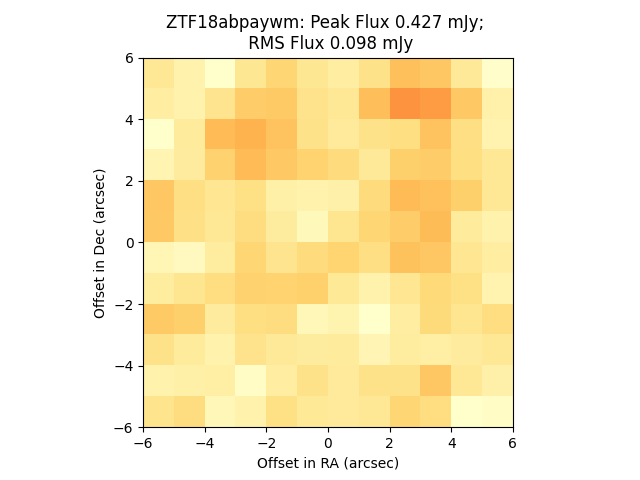 ZTF18abpaywm: Peak Flux 0.427 mJy;
RMS Flux 0.098 mJy
6
4
2
0
−2
−4
−6
Offset in Dec (arcsec)
−6 −4 −2 0 2 4 6
Offset in RA (arcsec)